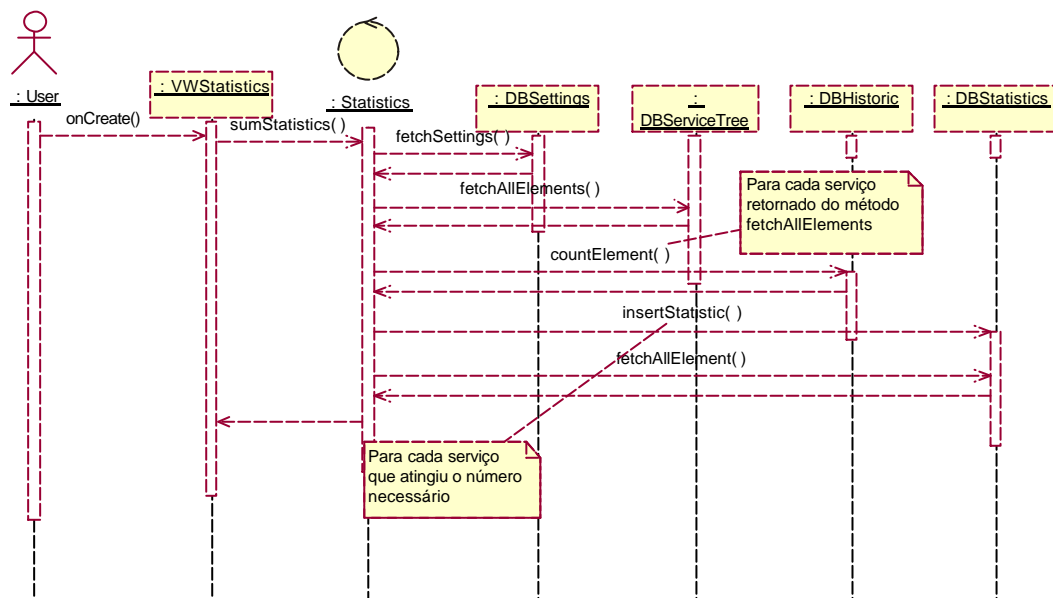 : User
: VWStatistics
: Statistics
: DBSettings
:
DBServiceTree
: DBHistoric
: DBStatistics
onCreate()
sumStatistics( )
fetchSettings( )
fetchAllElements( )
Para cada serviço
retornado do método
fetchAllElements
countElement( )
insertStatistic( )
fetchAllElement( )
Para cada serviço
que atingiu o número
necessário